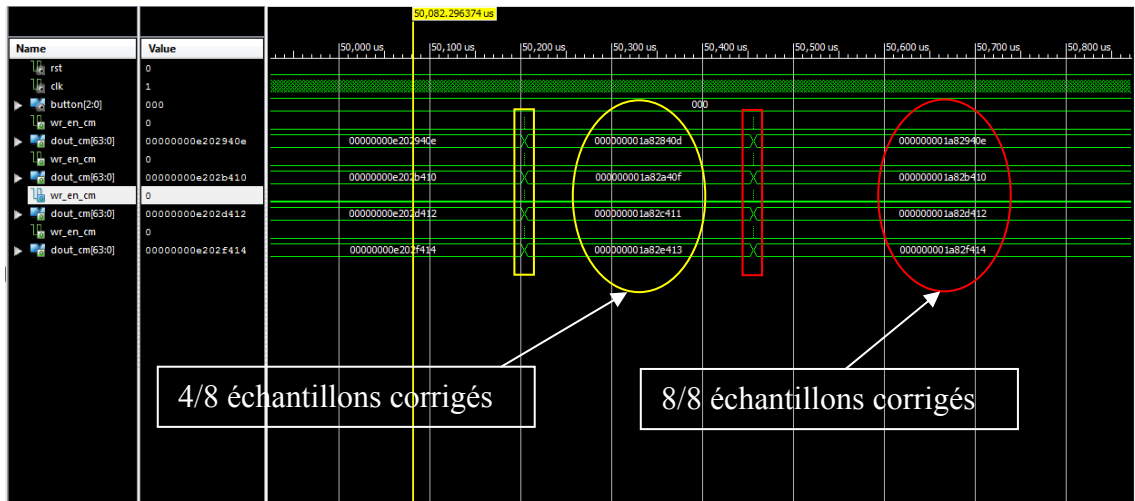 50,082.296374 us
Name Value
50,000 us 50,100 us 50,200 us 50,300 us 50,400 us 50,500 us 50,600 us 50,700 us 50,800 us
rst 0
clk 1
button[2:0] 000 000
wr_en_cm 0
dout_cm[63:0] 00000000e202940e 00000000e202940e 000000001a82840d 000000001a82940e
wr_en_cm 0
dout_cm[63:0] 00000000e202b410 00000000e202b410 000000001a82a40f 000000001a82b410
wr_en_cm 0
dout_cm[63:0] 00000000e202d412 00000000e202d412 000000001a82c411 000000001a82d412
wr_en_cm 0
dout_cm[63:0] 00000000e202f414 00000000e202f414 000000001a82e413 000000001a82f414
4/8 échantillons corrigés 8/8 échantillons corrigés